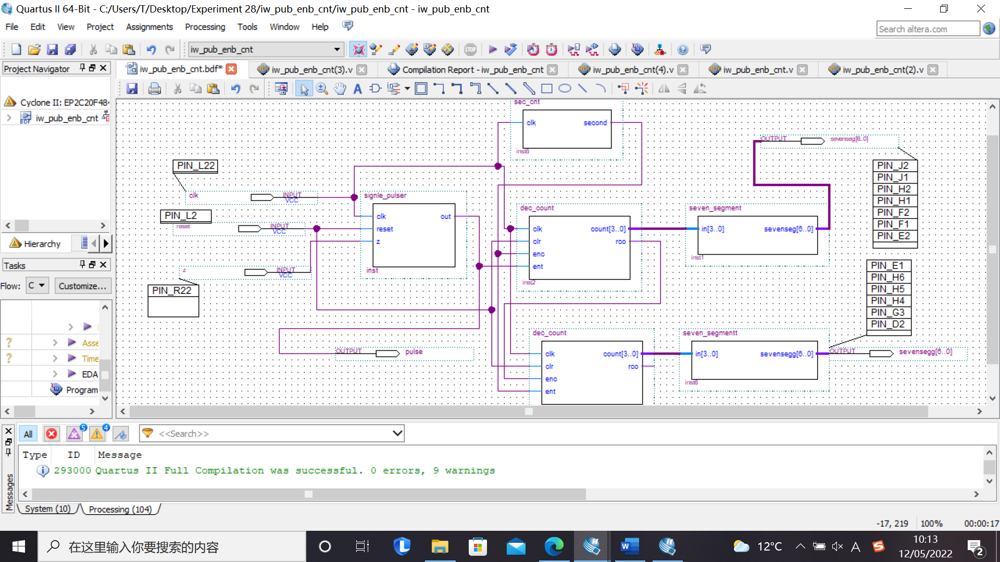 Quartus II 64-Bit - C:/Users/T/Desktop/Experiment 28/iw_pub_enb_cnt/iw_pub_enb_cnt - iw_pub_enb_cnt
File Edit View Project Assignments Processing Tools Window Help
Search altera.com
iw_pub_enb_cnt
STOP
Project Navigator
iw_pub_enb_cnt.bdf*
iw_pub_enb_cnt(3).v
Compilation Report - iw_pub_enb_cnt
iw_pub_enb_cnt(4).v
iw_pub_enb_cnt.v
iw_pub_enb_cnt(2).v
Cyclone II: EP2C20F484
iw_pub_enb_cnt
Hierarchy
Tasks
Flow: C Customize...
Asse
Time
EDA
Program
sec_cnt
clk second
inst8
OUTPUT sevenseg[6..0]
PIN_J2
PIN_J1
PIN_H2
PIN_H1
PIN_F2
PIN_F1
PIN_E2
PIN_L22
clk INPUT
VCC
PIN_L2
reset INPUT
VCC
z INPUT
VCC
PIN_R22
signle_pulser
clk out
reset
z
inst
dec_count
clk count[3..0]
clr rco
enc
ent
inst2
seven_segment
in[3..0] sevenseg[6..0]
inst1
PIN_E1
PIN_H6
PIN_H5
PIN_H4
PIN_G3
PIN_D2
OUTPUT pulse
dec_count
clk count[3..0]
clr rco
enc
ent
seven_segmentt
in[3..0] sevensegg[6..0]
inst6
OUTPUT sevensegg[6..0]
All 5 4 <<Search>>
Type ID Message
293000 Quartus II Full Compilation was successful. 0 errors, 9 warnings
Messages
System (10) Processing (104)
-17, 219 100% 00:00:17
在这里输入你要搜索的内容
12°C
A
10:13
12/05/2022
2